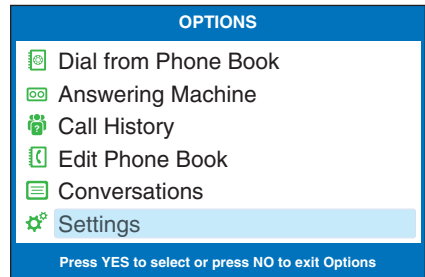 OPTIONS
Dial from Phone Book
Answering Machine
Call History
Edit Phone Book
Conversations
Settings
Press YES to select or press NO to exit Options